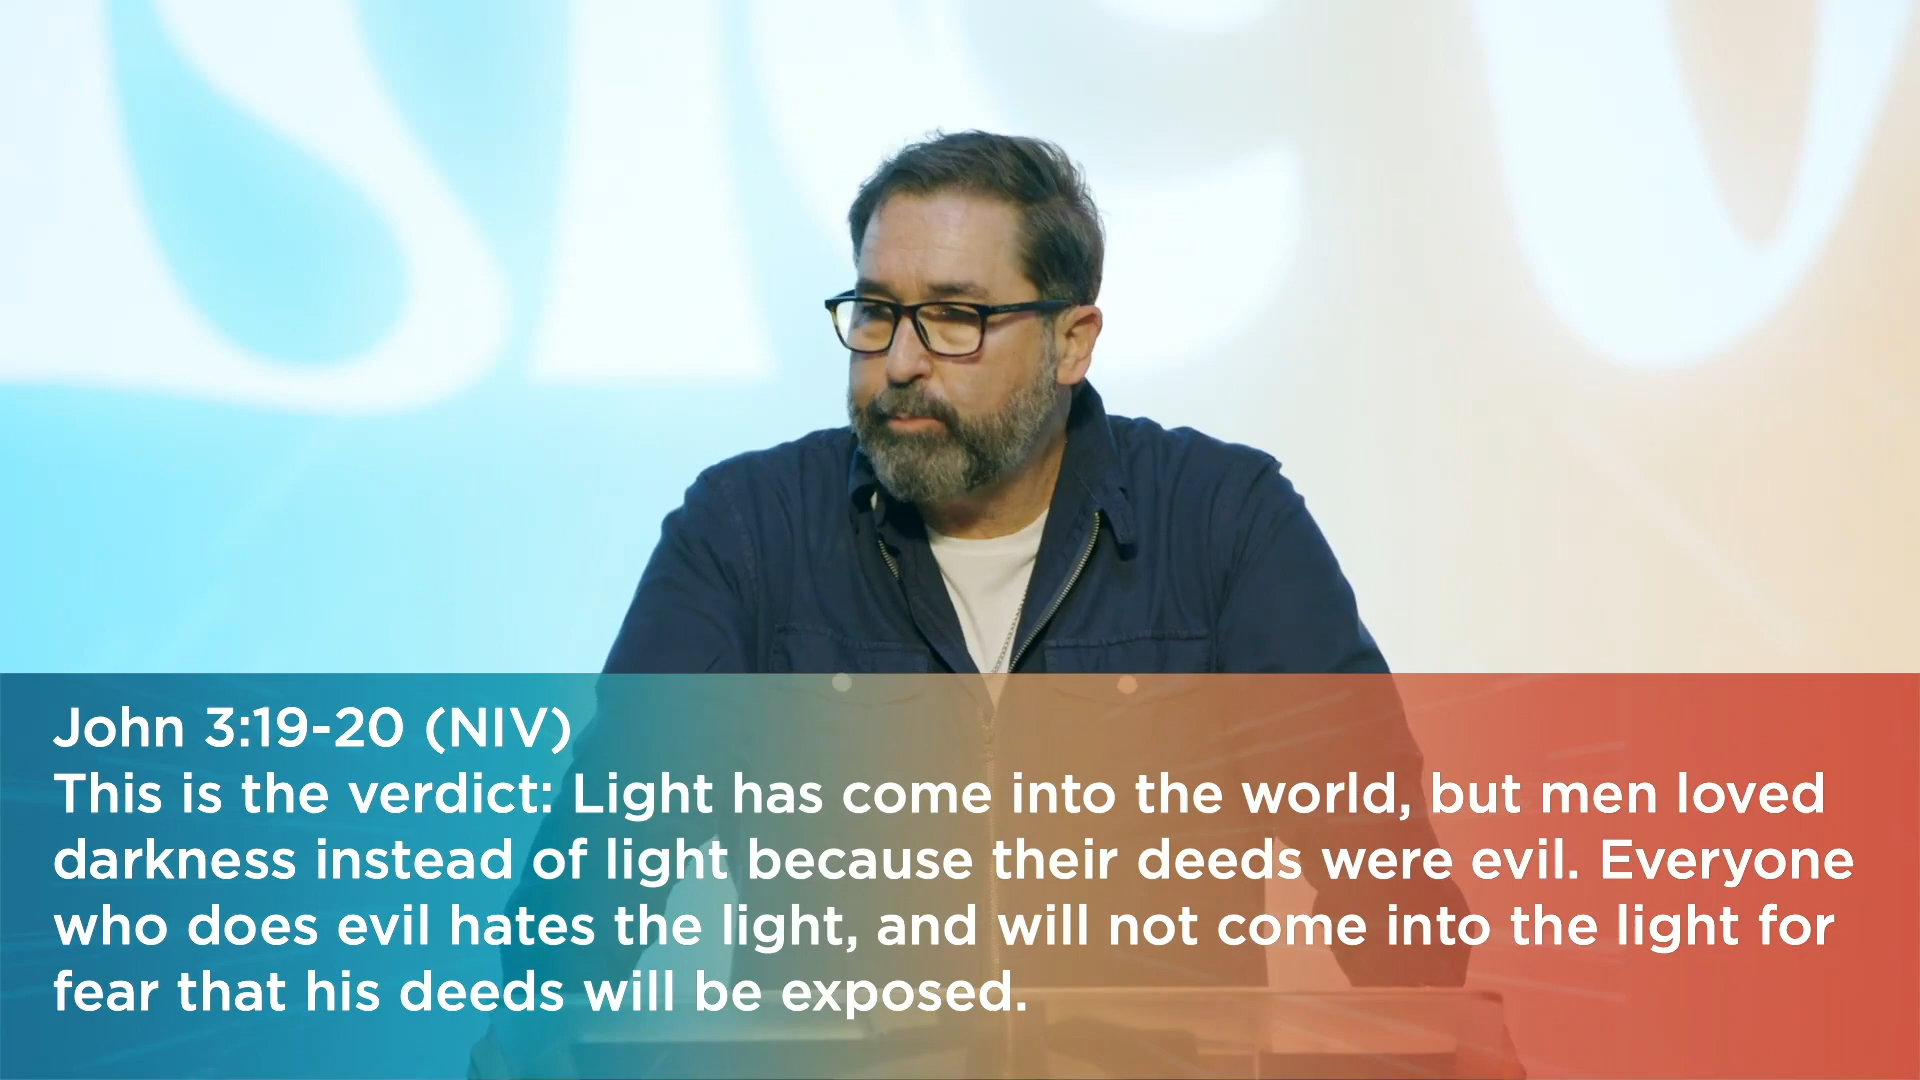 John 3:19-20 (NIV)
This is the verdict: Light has come into the world, but men loved
darkness instead of light because their deeds were evil. Everyone
who does evil hates the light, and will not come into the light for
fear that his deeds will be exposed.